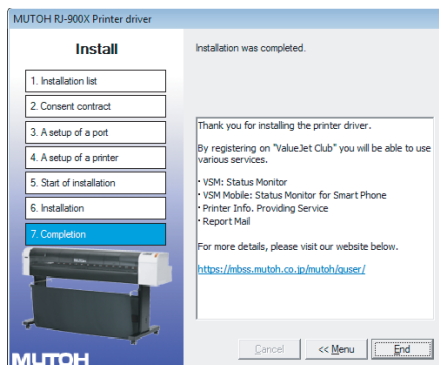 MUTOH RJ-900X Printer driver
Install
1. Installation list
2. Consent contract
3. A setup of a port
4. A setup of a printer
5. Start of installation
6. Installation
7. Completion
MUTOH
Installation was completed.
Thank you for installing the printer driver.
By registering on "ValueJet Club" you will be able to use
various services.
・VSM: Status Monitor
・VSM Mobile: Status Monitor for Smart Phone
・Printer Info. Providing Service
・Report Mail
For more details, please visit our website below.
https://mbss.mutoh.co.jp/mutoh/guser/
Cancel
<< Menu
End